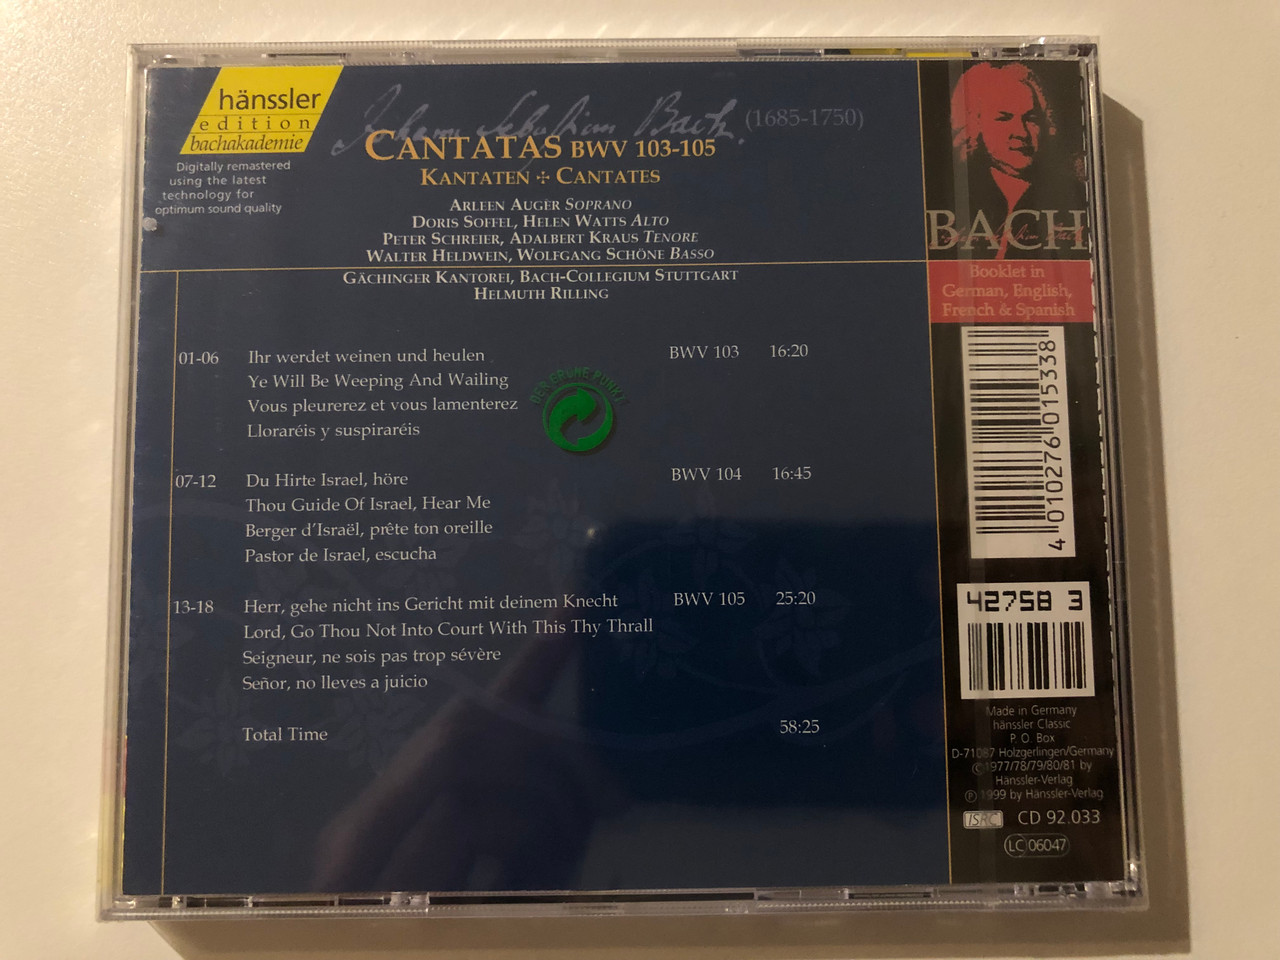 hänssler
edition
bachakademie
Digitally remastered
using the latest
technology for
optimum sound quality
Johann Sebastian Bach. (1685-1750)
CANTATAS BWV 103-105
KANTATEN ✢ CANTATES
ARLEEN AUGÈR SOPRANO
DORIS SOFFEL, HELEN WATTS ALTO
PETER SCHREIER, ADALBERT KRAUS TENORE
WALTER HELDWEIN, WOLFGANG SCHÖNE BASSO
GÄCHINGER KANTOREI, BACH-COLLEGIUM STUTTGART
HELMUTH RILLING
01-06 Ihr werdet weinen und heulen BWV 103 16:20
Ye Will Be Weeping And Wailing
Vous pleurerez et vous lamenterez
Lloraréis y suspiraréis
DER GRÜNE PUNKT
07-12 Du Hirte Israel, höre BWV 104 16:45
Thou Guide Of Israel, Hear Me
Berger d'Israël, prête ton oreille
Pastor de Israel, escucha
13-18 Herr, gehe nicht ins Gericht mit deinem Knecht BWV 105 25:20
Lord, Go Thou Not Into Court With This Thy Thrall
Seigneur, ne sois pas trop sévère
Señor, no lleves a juicio
Total Time 58:25
BACH
Booklet in
German, English,
French & Spanish
4 010276 015338
42758 3
Made in Germany
hänssler Classic
P. O. Box
D-71087 Holzgerlingen/Germany
©1977/78/79/80/81 by
Hänssler-Verlag
℗ 1999 by Hänssler-Verlag
ISRC CD 92.033
LC 06047